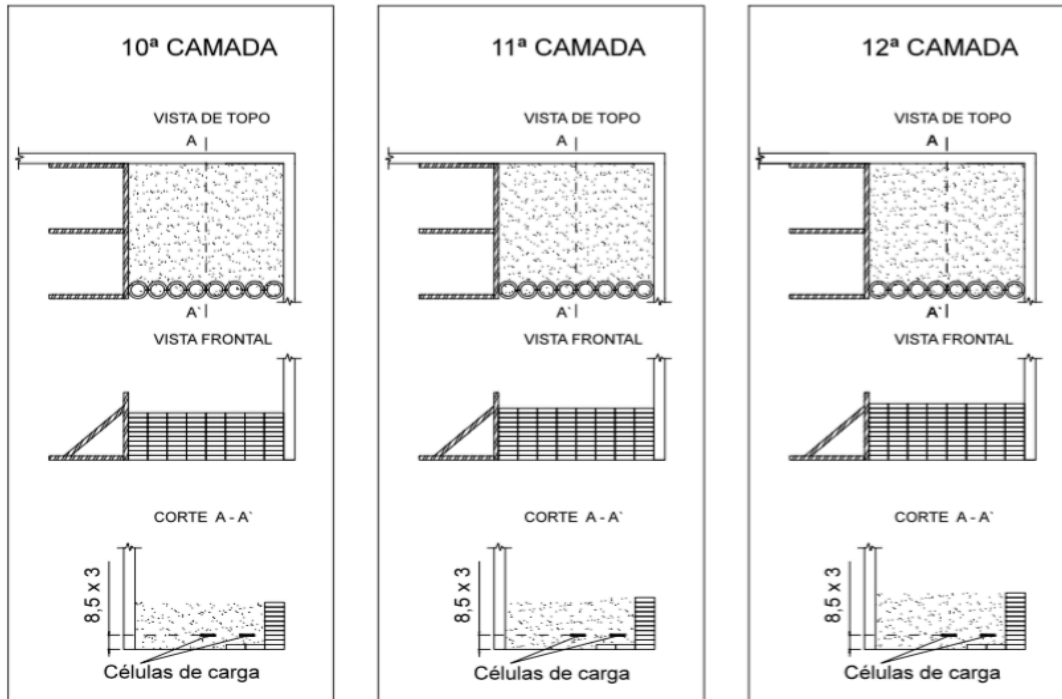 10ª CAMADA
VISTA DE TOPO
A
A`
VISTA FRONTAL
CORTE A - A`
8,5 x 3
Células de carga
11ª CAMADA
VISTA DE TOPO
A
A`
VISTA FRONTAL
CORTE A - A`
8,5 x 3
Células de carga
12ª CAMADA
VISTA DE TOPO
A
A`
VISTA FRONTAL
CORTE A - A`
8,5 x 3
Células de carga